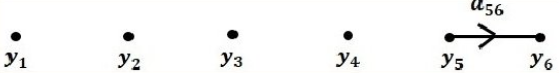 a₅₆
y₁ y₂ y₃ y₄ y₅ y₆